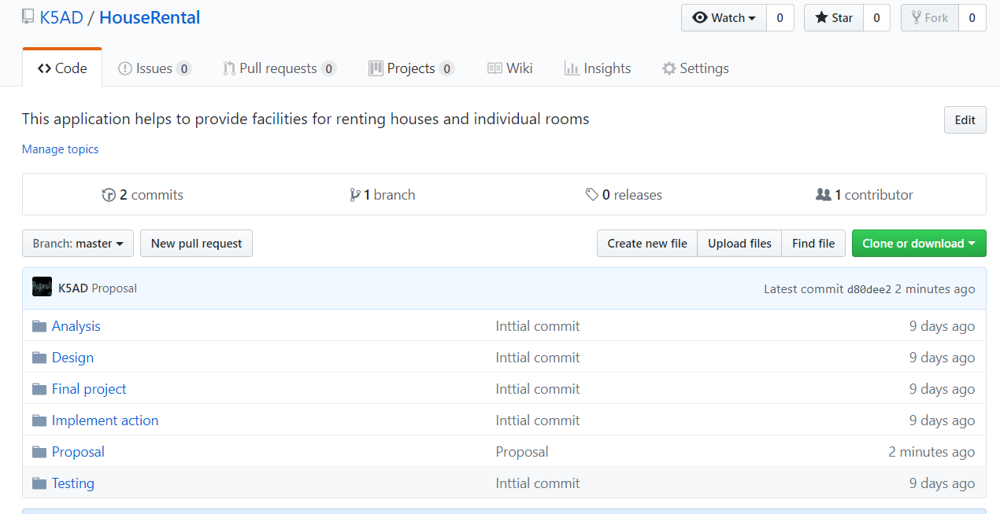 K5AD / HouseRental
Watch 0 Star 0 Fork 0
Code Issues 0 Pull requests 0 Projects 0 Wiki Insights Settings
This application helps to provide facilities for renting houses and individual rooms Edit
Manage topics
2 commits 1 branch 0 releases 1 contributor
Branch: master New pull request Create new file Upload files Find file Clone or download
K5AD Proposal Latest commit d80dee2 2 minutes ago
Analysis Inttial commit 9 days ago
Design Inttial commit 9 days ago
Final project Inttial commit 9 days ago
Implement action Inttial commit 9 days ago
Proposal Proposal 2 minutes ago
Testing Inttial commit 9 days ago